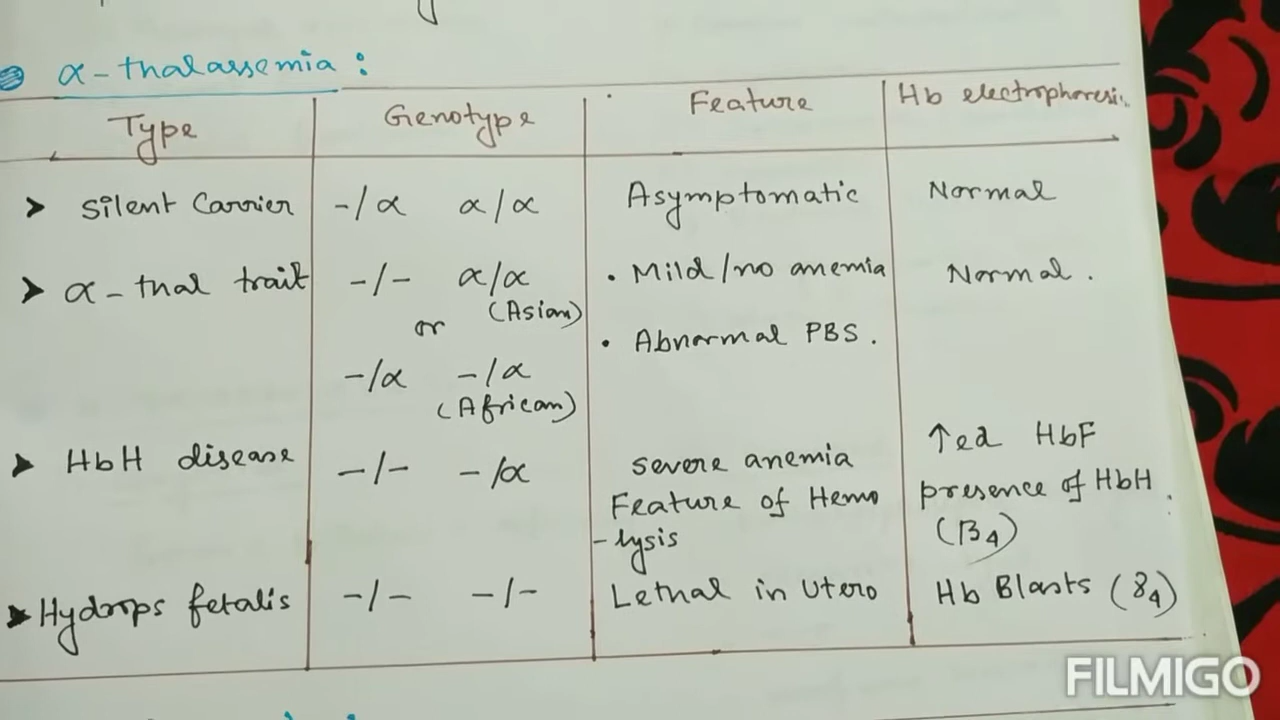 α-thalassemia:
Type Genotype Feature Hb electrophoresis
➤ Silent Carrier -/α α/α Asymptomatic Normal
➤ α-thal trait -/- α/α • Mild/no anemia Normal.
(Asian)
or • Abnormal PBS.
-/α -/α
(African)
➤ HbH disease -/- -/α severe anemia ↑ed HbF
Feature of Hemo presence of HbH.
-lysis (β4)
➤ Hydrops fetalis -/- -/- Lethal in Utero Hb Blasts (γ4)
FILMIGO